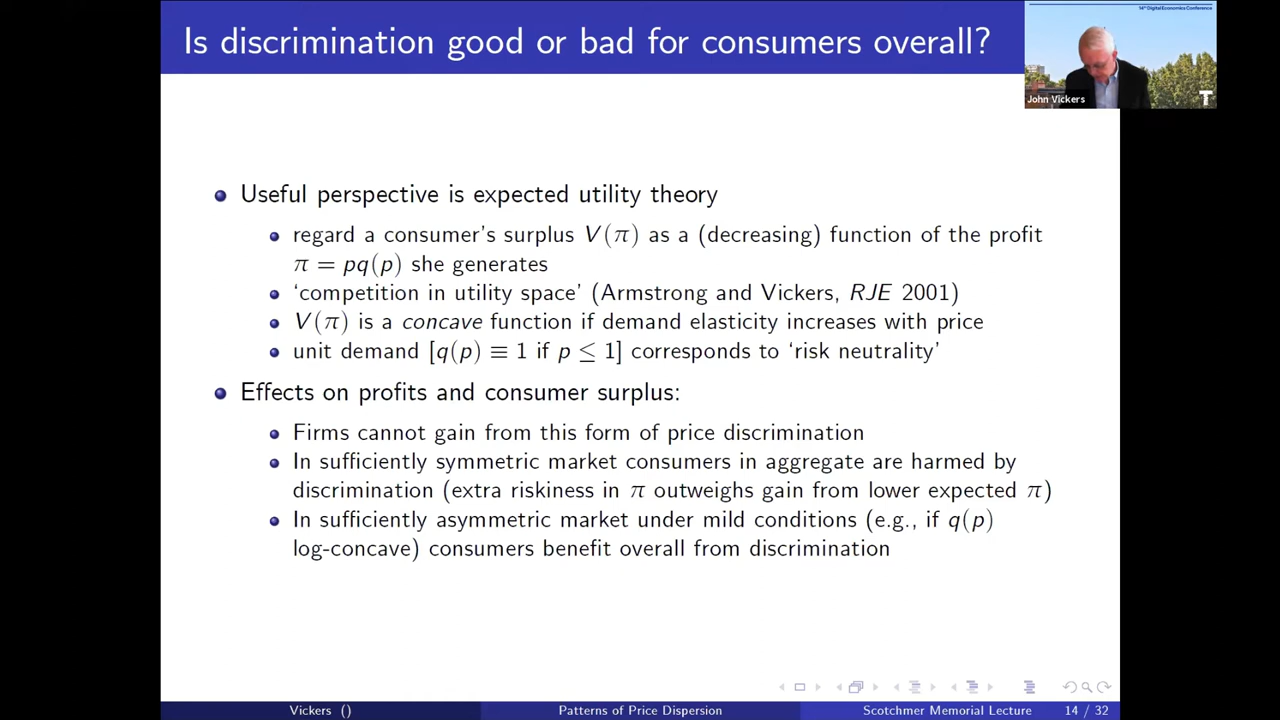 Is discrimination good or bad for consumers overall?
14th Digital Economics Conference
John Vickers
T
Useful perspective is expected utility theory
regard a consumer's surplus V(π) as a (decreasing) function of the profit
π = pq(p) she generates
‘competition in utility space’ (Armstrong and Vickers, RJE 2001)
V(π) is a concave function if demand elasticity increases with price
unit demand [q(p) ≡ 1 if p ≤ 1] corresponds to ‘risk neutrality’
Effects on profits and consumer surplus:
Firms cannot gain from this form of price discrimination
In sufficiently symmetric market consumers in aggregate are harmed by
discrimination (extra riskiness in π outweighs gain from lower expected π)
In sufficiently asymmetric market under mild conditions (e.g., if q(p)
log-concave) consumers benefit overall from discrimination
Vickers () Patterns of Price Dispersion Scotchmer Memorial Lecture 14 / 32